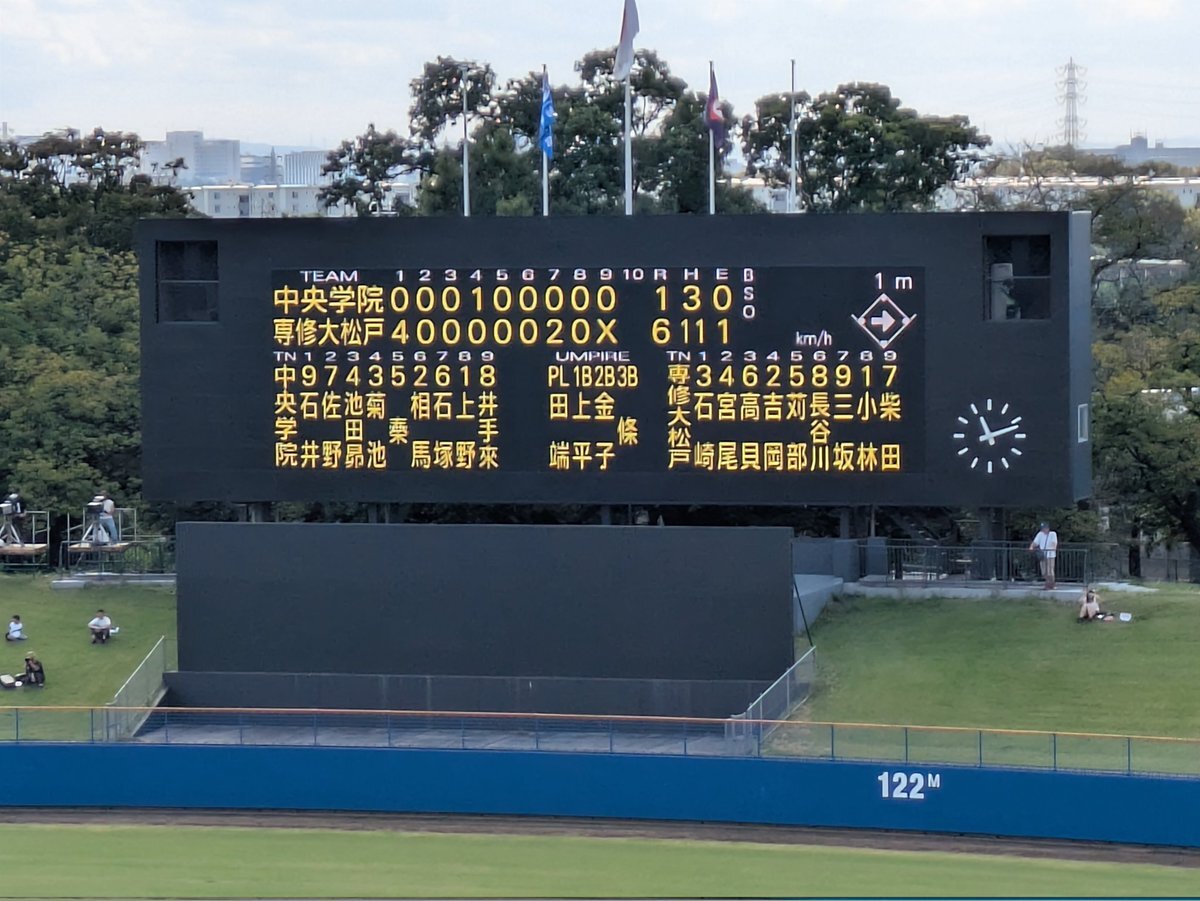 TEAM 1 2 3 4 5 6 7 8 9 10 R H E B
中央学院 0 0 0 1 0 0 0 0 0 1 3 0 S
専修大松戸 4 0 0 0 0 0 2 0 X 6 11 1 O
1 m
km/h
TN 1 2 3 4 5 6 7 8 9
中央学院
9 7 4 3 5 2 6 1 8
石井
佐野
池田昂
菊池
秦
相馬
石塚
上野
井手來
UMPIRE
PL 1B 2B 3B
田端
上平
金子
條
TN 1 2 3 4 5 6 7 8 9
専修大松戸
3 4 6 2 5 8 9 1 7
石崎
宮尾
高貝
吉岡
苅部
長谷川
三坂
小林
柴田
122M